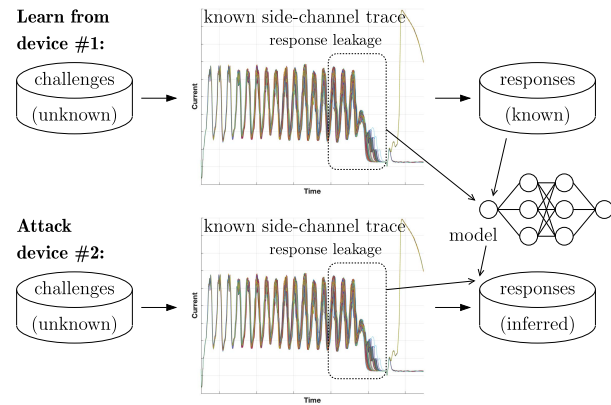 Learn from
device #1:
challenges
(unknown)
known side-channel trace
response leakage
Current
Time
responses
(known)
model
Attack
device #2:
challenges
(unknown)
known side-channel trace
response leakage
Current
Time
responses
(inferred)